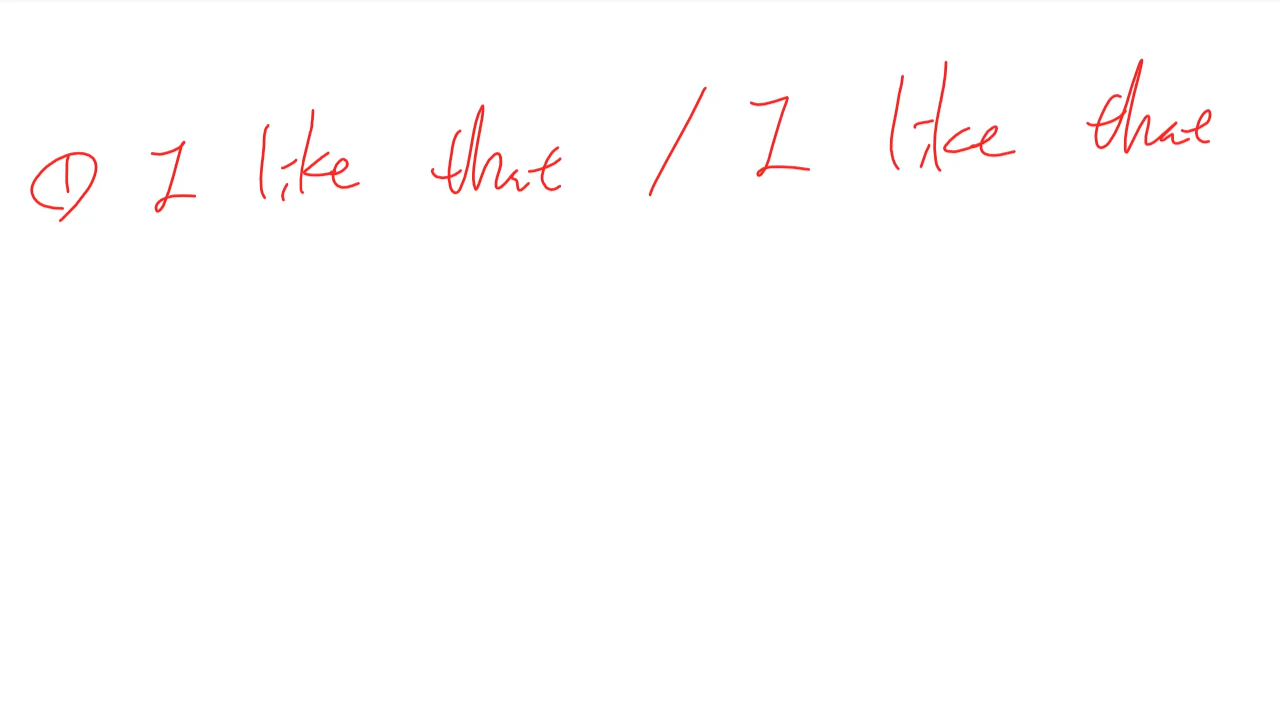 ① I like that / I like that